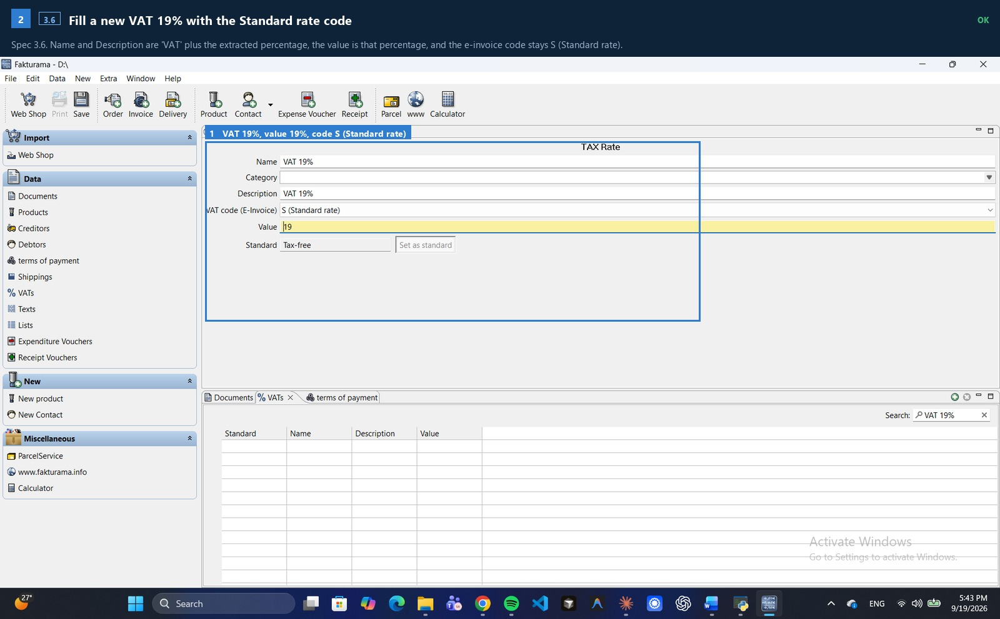 2 3.6 Fill a new VAT 19% with the Standard rate code OK
Spec 3.6. Name and Description are 'VAT' plus the extracted percentage, the value is that percentage, and the e-invoice code stays S (Standard rate).
Fakturama - D:\
File Edit Data New Extra Window Help
Web Shop Print Save Order Invoice Delivery Product Contact Expense Voucher Receipt Parcel www Calculator
Import
Web Shop
Data
Documents
Products
Creditors
Debtors
terms of payment
Shippings
VATs
Texts
Lists
Expenditure Vouchers
Receipt Vouchers
New
New product
New Contact
Miscellaneous
ParcelService
www.fakturama.info
Calculator
1 VAT 19%, value 19%, code S (Standard rate)
TAX Rate
Name VAT 19%
Category
Description VAT 19%
VAT code (E-Invoice) S (Standard rate)
Value 19
Standard Tax-free Set as standard
Documents VATs terms of payment
Search: VAT 19%
Standard Name Description Value
Activate Windows
Go to Settings to activate Windows.
27°
Search
ENG
5:43 PM
9/19/2026